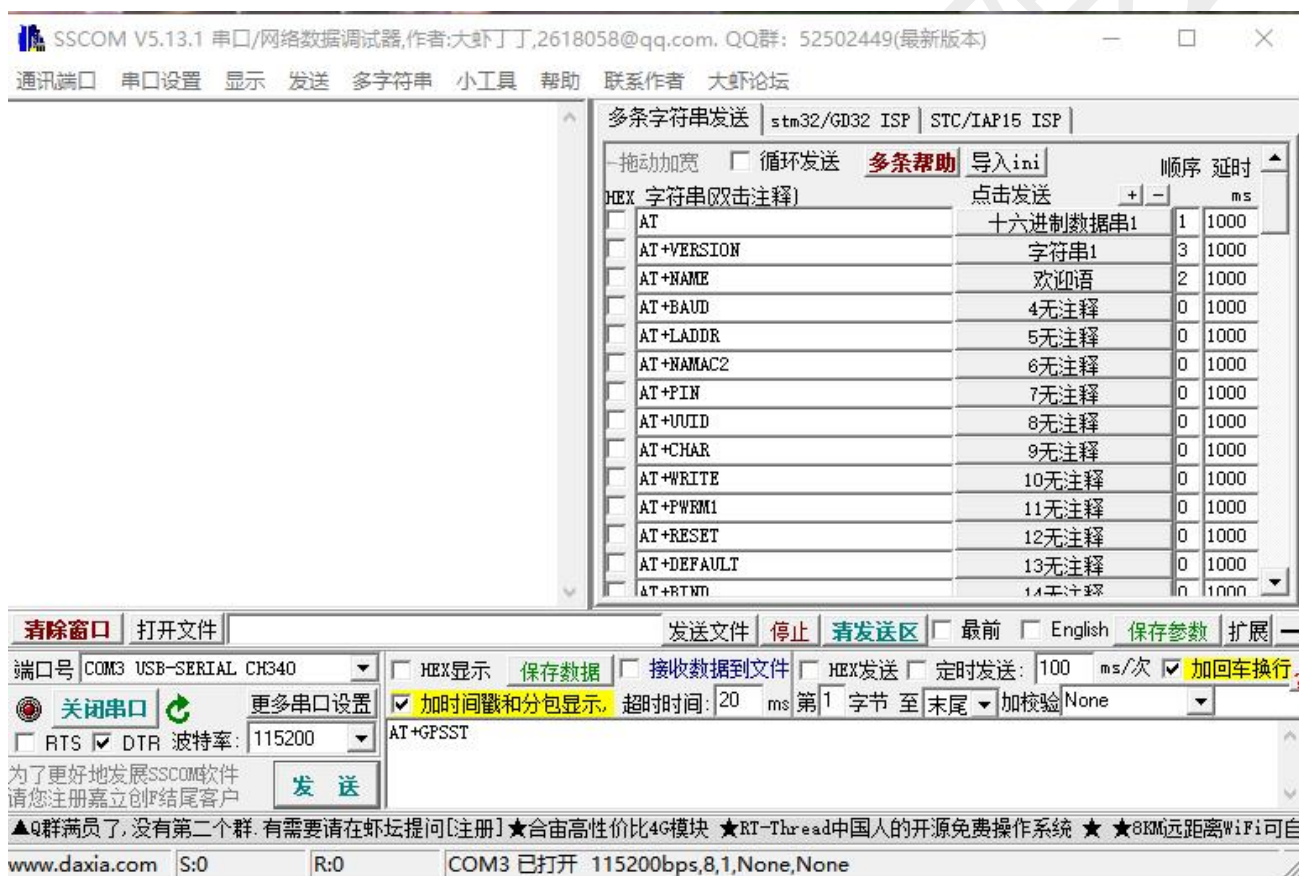 SSCOM V5.13.1 串口/网络数据调试器,作者:大虾丁丁,2618058@qq.com. QQ群: 52502449(最新版本)
通讯端口 串口设置 显示 发送 多字符串 小工具 帮助 联系作者 大虾论坛
多条字符串发送 stm32/GD32 ISP STC/IAP15 ISP
拖动加宽 循环发送 多条帮助 导入ini 顺序 延时
HEX 字符串(双击注释) 点击发送 + - ms
AT 十六进制数据串1 1 1000
AT+VERSION 字符串1 3 1000
AT+NAME 欢迎语 2 1000
AT+BAUD 4无注释 0 1000
AT+LADDR 5无注释 0 1000
AT+NAMAC2 6无注释 0 1000
AT+PIN 7无注释 0 1000
AT+UUID 8无注释 0 1000
AT+CHAR 9无注释 0 1000
AT+WRITE 10无注释 0 1000
AT+PWRM1 11无注释 0 1000
AT+RESET 12无注释 0 1000
AT+DEFAULT 13无注释 0 1000
AT+BIND 14无注释 0 1000
清除窗口 打开文件 发送文件 停止 清发送区 最前 English 保存参数 扩展 —
端口号 COM3 USB-SERIAL CH340 HEX显示 保存数据 接收数据到文件 HEX发送 定时发送: 100 ms/次 加回车换行
关闭串口 更多串口设置 加时间戳和分包显示, 超时时间: 20 ms 第1 字节 至 末尾 加校验 None
RTS DTR 波特率: 115200
AT+GPSST
为了更好地发展SSCOM软件
请您注册嘉立创F结尾客户
发 送
▲Q群满员了,没有第二个群.有需要请在虾坛提问[注册]★合宙高性价比4G模块 ★RT-Thread中国人的开源免费操作系统 ★ ★8KM远距离WiFi可自
www.daxia.com S:0 R:0 COM3 已打开 115200bps,8,1,None,None